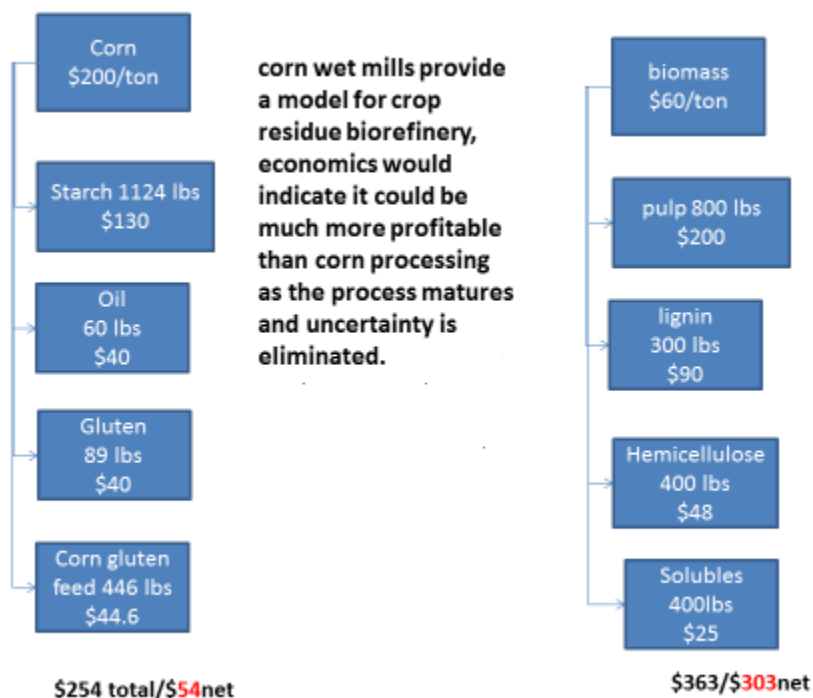 Corn
$200/ton
Starch 1124 lbs
$130
Oil
60 lbs
$40
Gluten
89 lbs
$40
Corn gluten
feed 446 lbs
$44.6
$254 total/$54net
corn wet mills provide
a model for crop
residue biorefinery,
economics would
indicate it could be
much more profitable
than corn processing
as the process matures
and uncertainty is
eliminated.
biomass
$60/ton
pulp 800 lbs
$200
lignin
300 lbs
$90
Hemicellulose
400 lbs
$48
Solubles
400lbs
$25
$363/$303net